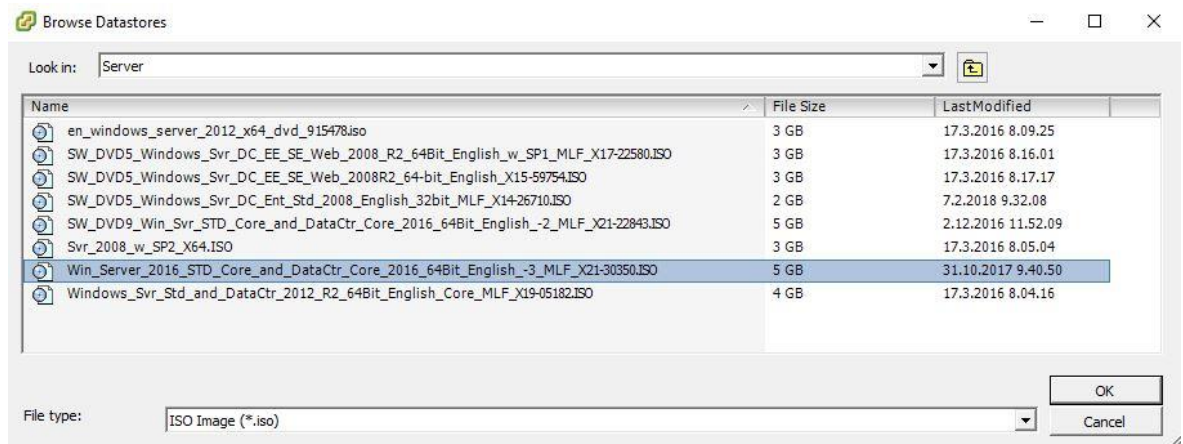 Browse Datastores
Look in: Server
Name File Size LastModified
en_windows_server_2012_x64_dvd_915478.iso 3 GB 17.3.2016 8.09.25
SW_DVD5_Windows_Svr_DC_EE_SE_Web_2008_R2_64Bit_English_w_SP1_MLF_X17-22580.ISO 3 GB 17.3.2016 8.16.01
SW_DVD5_Windows_Svr_DC_EE_SE_Web_2008R2_64-bit_English_X15-59754.ISO 3 GB 17.3.2016 8.17.17
SW_DVD5_Windows_Svr_DC_Ent_Std_2008_English_32bit_MLF_X14-26710.ISO 2 GB 7.2.2018 9.32.08
SW_DVD9_Win_Svr_STD_Core_and_DataCtr_Core_2016_64Bit_English_-2_MLF_X21-22843.ISO 5 GB 2.12.2016 11.52.09
Svr_2008_w_SP2_X64.ISO 3 GB 17.3.2016 8.05.04
Win_Server_2016_STD_Core_and_DataCtr_Core_2016_64Bit_English_-3_MLF_X21-30350.ISO 5 GB 31.10.2017 9.40.50
Windows_Svr_Std_and_DataCtr_2012_R2_64Bit_English_Core_MLF_X19-05182.ISO 4 GB 17.3.2016 8.04.16
OK
File type: ISO Image (*.iso)
Cancel